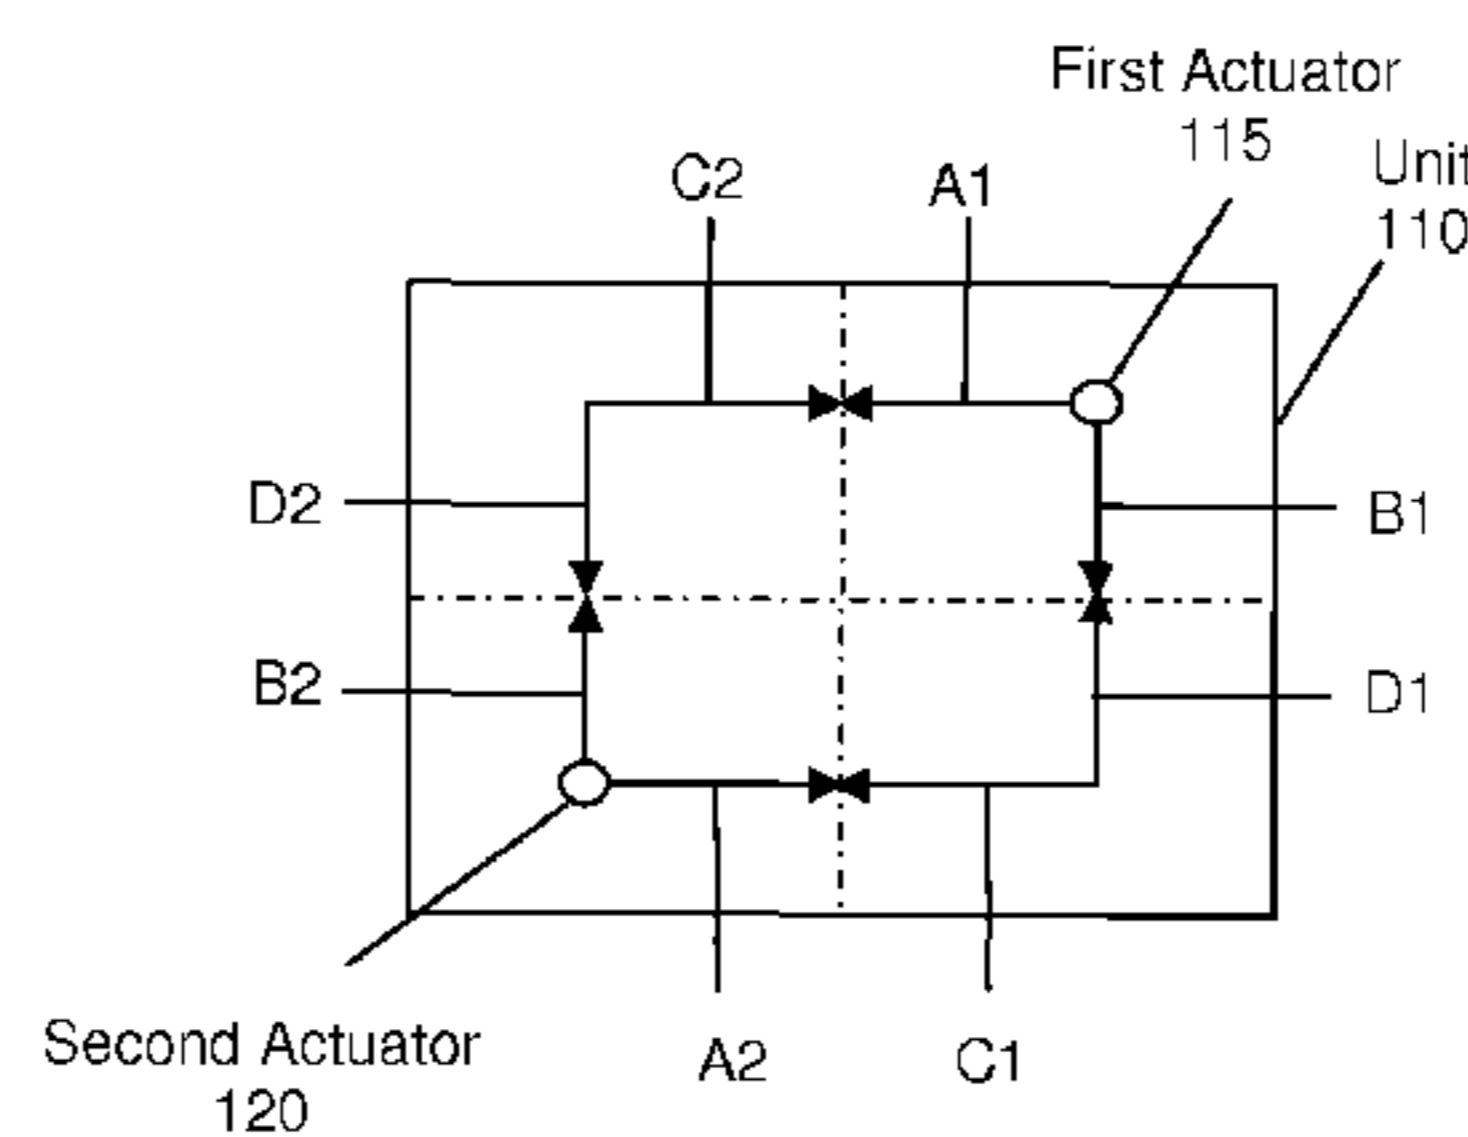 First Actuator
115
Unit
110
C2
A1
D2
B1
B2
D1
Second Actuator
120
A2
C1